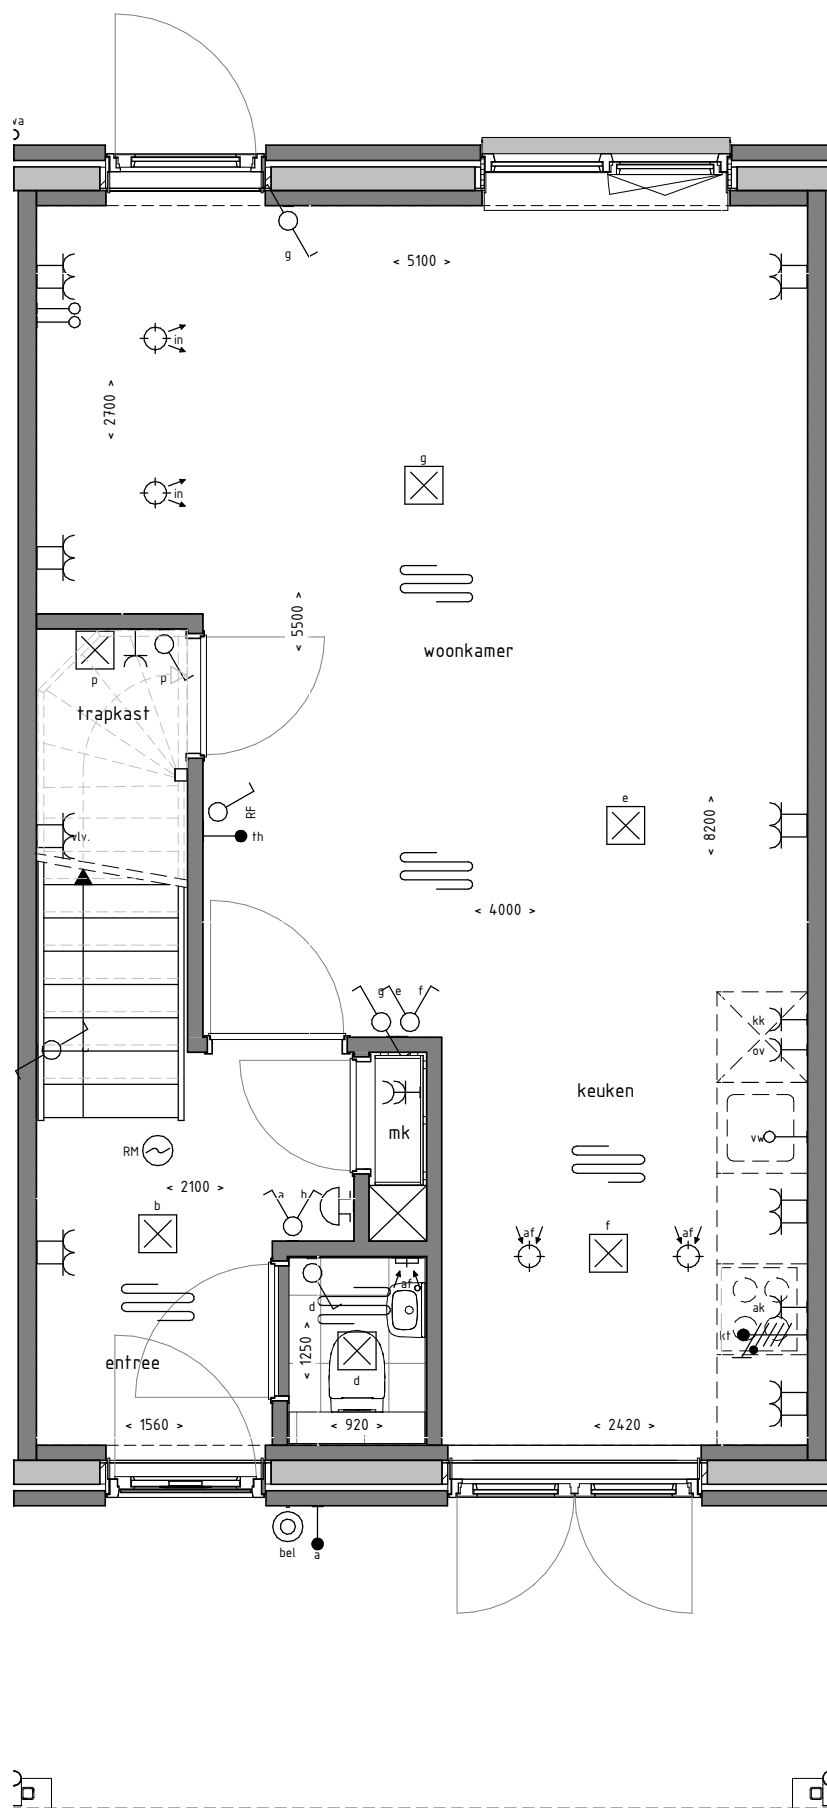 va
g
< 5100 >
in
< 2700 >
g
in
< 5500 >
woonkamer
p
p
trapkast
e
RF
< 8200 >
vlv.
th
< 4000 >
g e f
kk
ov
keuken
mk
vw
RM
< 2100 >
a h
b
af f af
af
d
ak
kt
< 1250 >
entree
d
< 1560 >
< 920 >
< 2420 >
bel
a